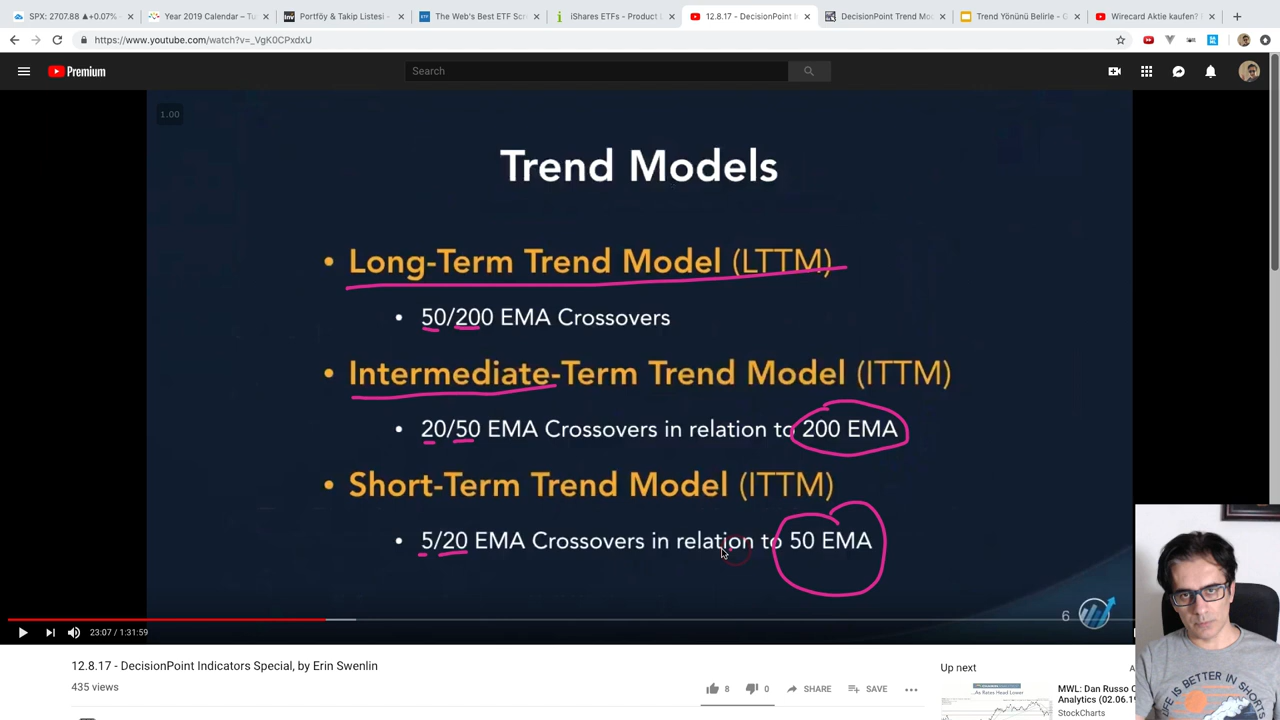 SPX: 2707.88 ▲+0.07%
Year 2019 Calendar – Tu
Portföy & Takip Listesi -
The Web's Best ETF Scr
iShares ETFs - Product L
12.8.17 - DecisionPoint I
DecisionPoint Trend Mo
Trend Yönünü Belirle - G
Wirecard Aktie kaufen?
https://www.youtube.com/watch?v=_VgK0CPxdxU
Premium
Search
1.00
Trend Models
• Long-Term Trend Model (LTTM)
• 50/200 EMA Crossovers
• Intermediate-Term Trend Model (ITTM)
• 20/50 EMA Crossovers in relation to 200 EMA
• Short-Term Trend Model (ITTM)
• 5/20 EMA Crossovers in relation to 50 EMA
6
23:07 / 1:31:59
12.8.17 - DecisionPoint Indicators Special, by Erin Swenlin
435 views
8
0
SHARE
SAVE
Up next
A
...As Rates Head Lower
MWL: Dan Russo C
Analytics (02.06.19
StockCharts
LIFE IS BETTER IN
SHORTS